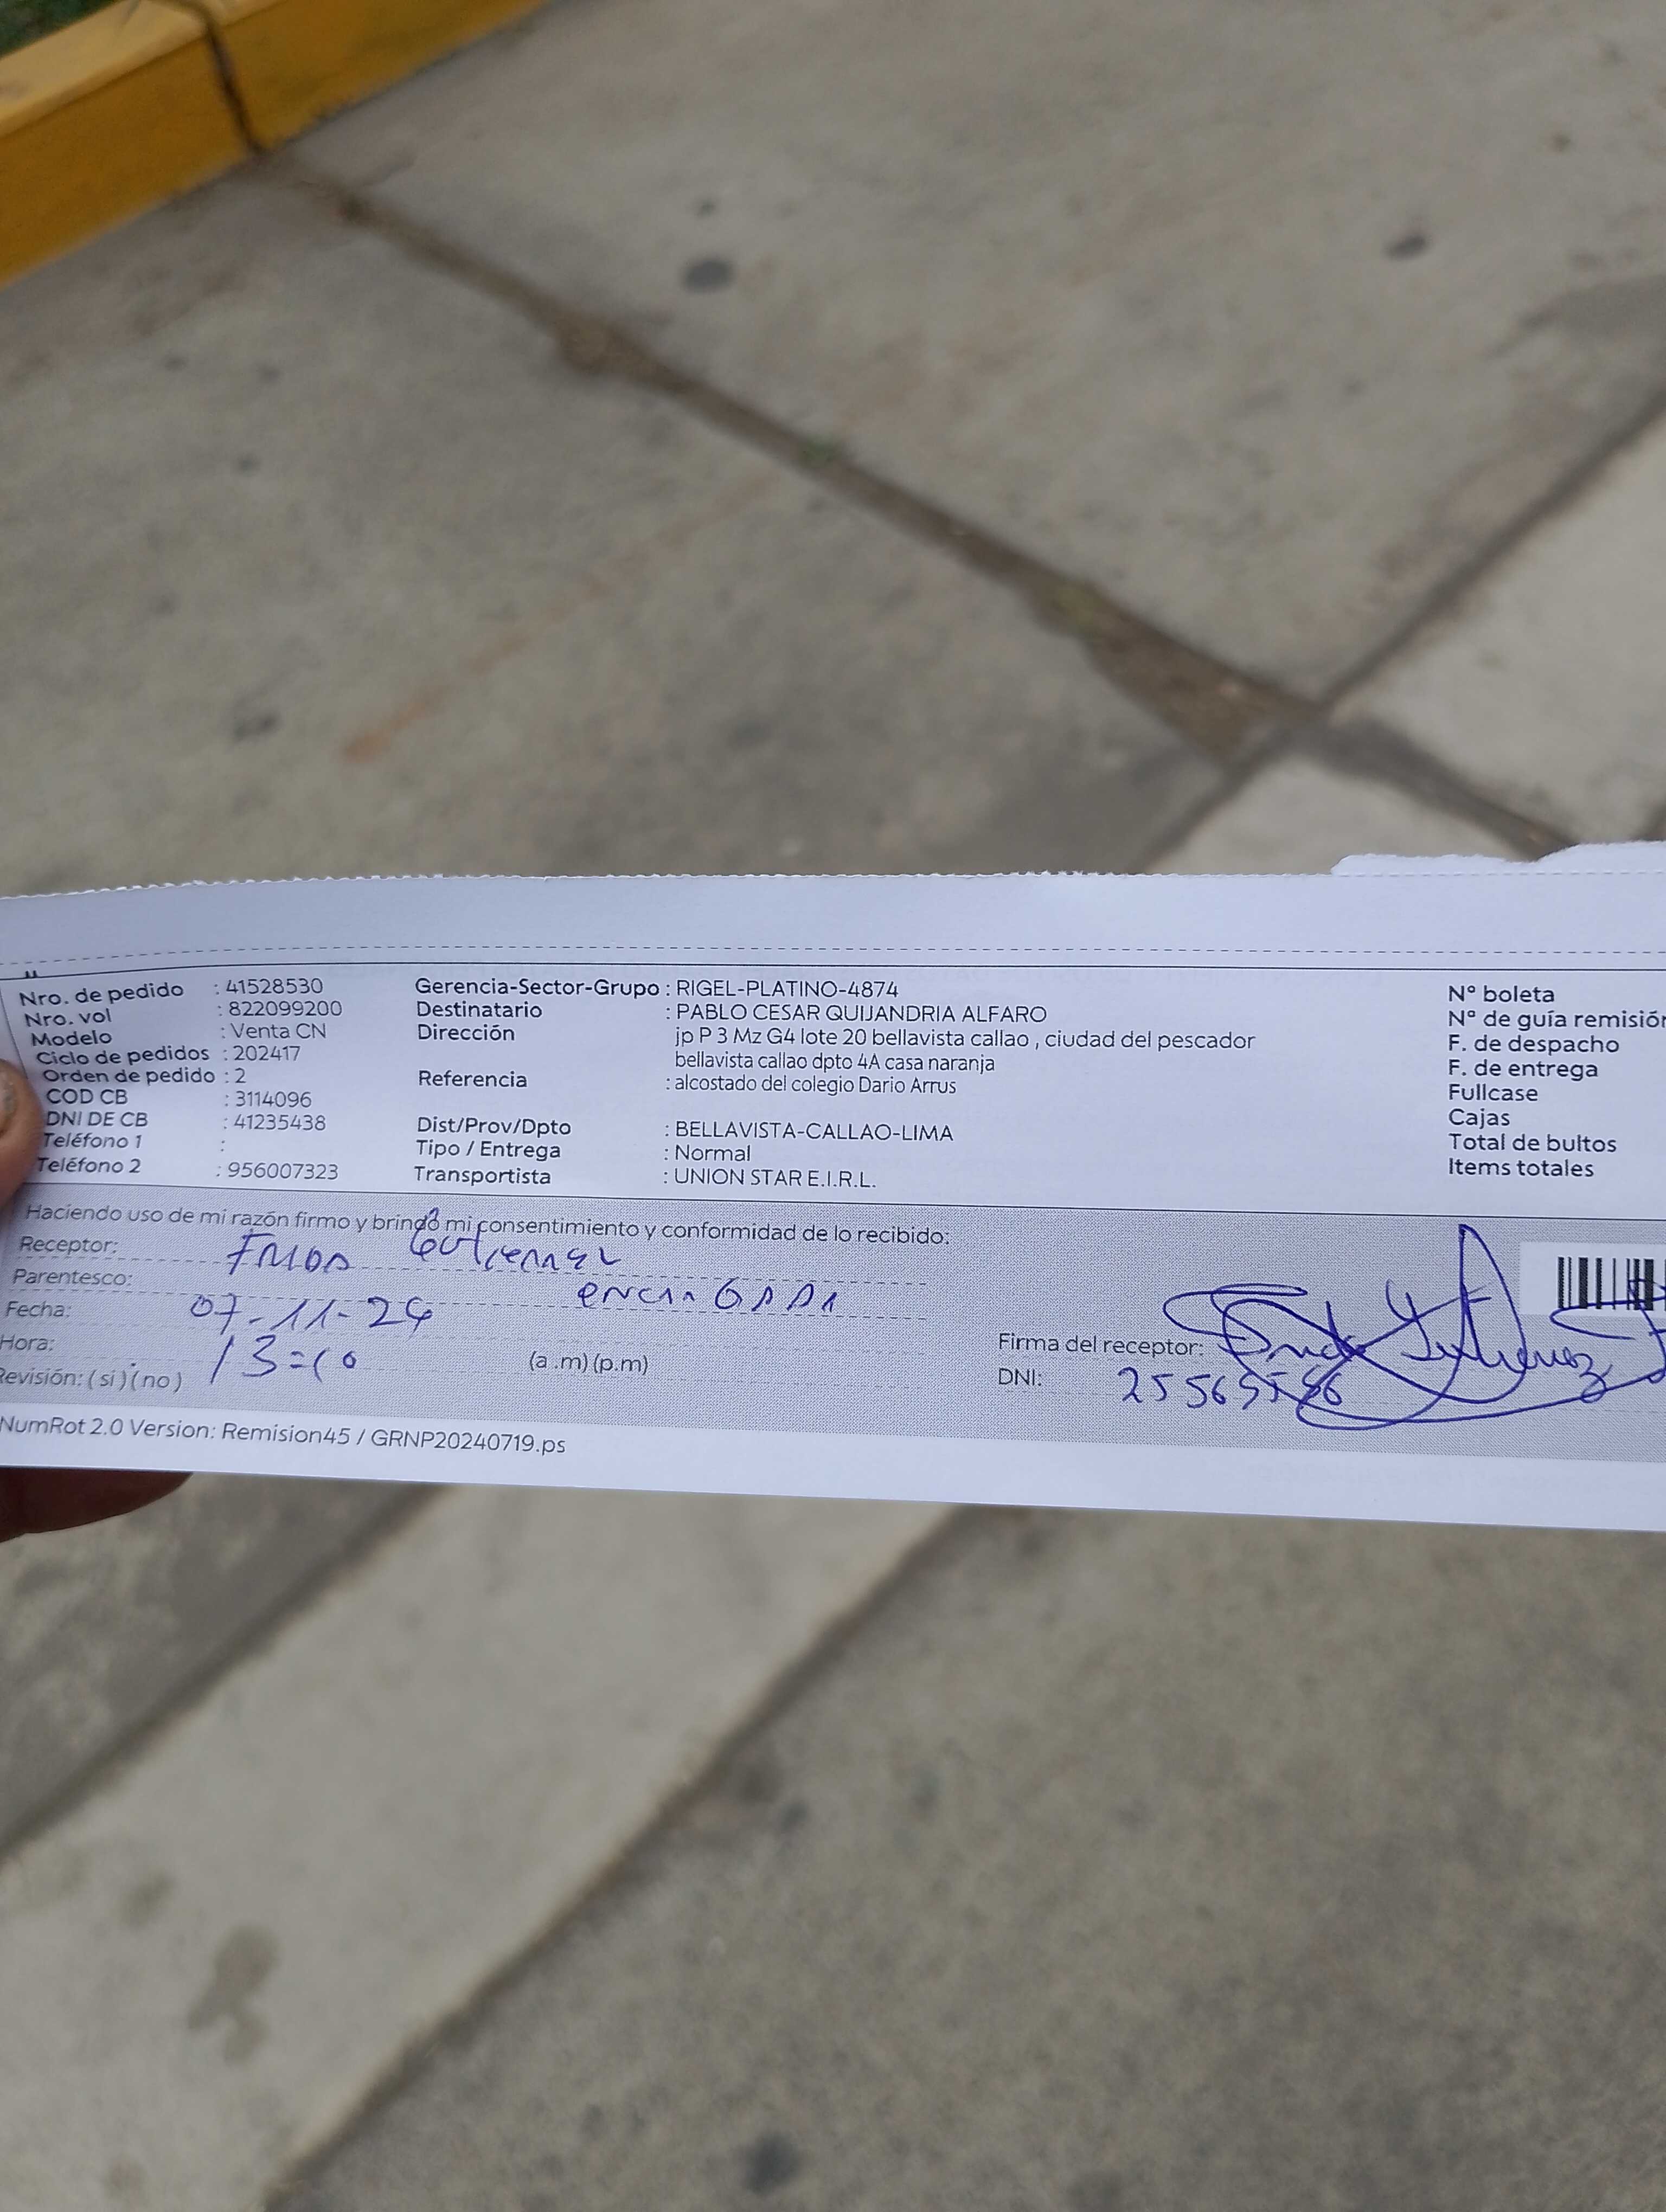 Nro. de pedido : 41528530
Nro. vol : 822099200
Modelo : Venta CN
Ciclo de pedidos : 202417
Orden de pedido : 2
COD CB : 3114096
DNI DE CB : 41235438
Teléfono 1 :
Teléfono 2 : 956007323
Gerencia-Sector-Grupo : RIGEL-PLATINO-4874
Destinatario : PABLO CESAR QUIJANDRIA ALFARO
Dirección jp P 3 Mz G4 lote 20 bellavista callao , ciudad del pescador
bellavista callao dpto 4A casa naranja
Referencia : alcostado del colegio Dario Arrus
Dist/Prov/Dpto : BELLAVISTA-CALLAO-LIMA
Tipo / Entrega : Normal
Transportista : UNION STAR E.I.R.L.
N° boleta
N° de guía remisión
F. de despacho
F. de entrega
Fullcase
Cajas
Total de bultos
Items totales
Haciendo uso de mi razón firmo y brindo mi consentimiento y conformidad de lo recibido:
Receptor: Gutierrez
Parentesco:
Fecha: 07-11-24
Hora: 13=10 (a .m) (p.m)
Revisión: ( si ) ( no )
Firma del receptor:
DNI:
NumRot 2.0 Version: Remision45 / GRNP20240719.ps